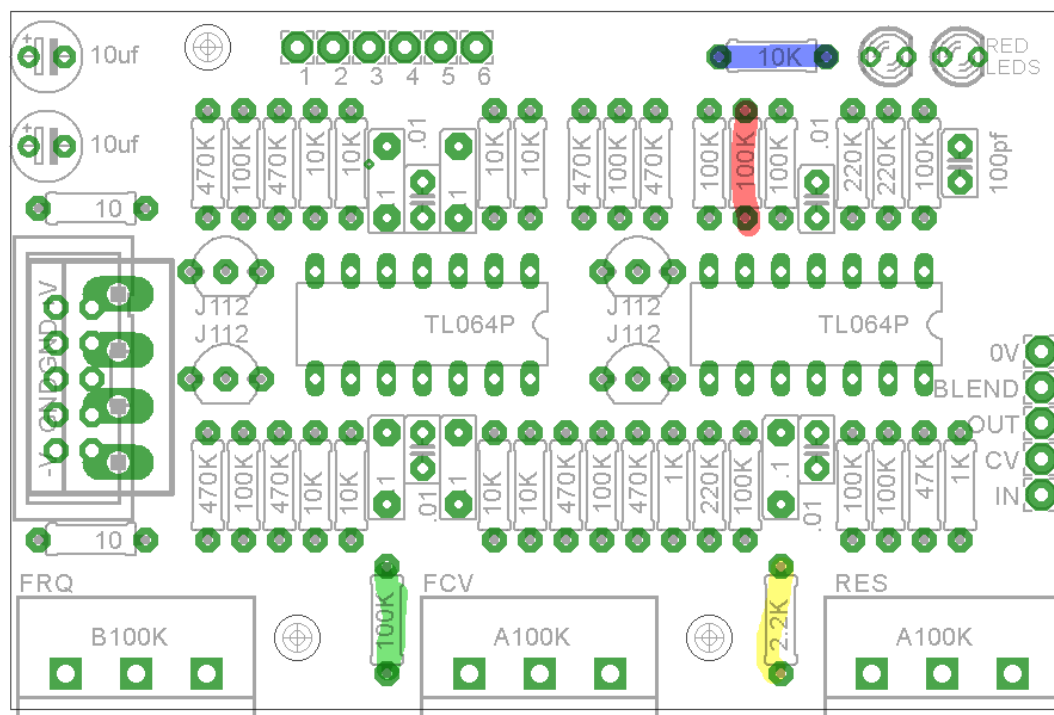 10uf
1 2 3 4 5 6
10K
RED
LEDS
10uf
470K 100K 470K 10K 10K .1 .01 .1 10K 10K 470K 100K 470K 100K 100K 100K .01 220K 220K 100K 100pf
10
J112
J112
TL064P
J112
J112
TL064P
-V GND GND +V
0V
BLEND
OUT
CV
IN
470K 100K 470K 10K 10K .1 .01 .1 10K 10K 470K 100K 470K 1K 220K 100K .1 .01 100K 100K 47K 1K
10
FRQ
100K
FCV
2.2K
RES
B100K
A100K
A100K